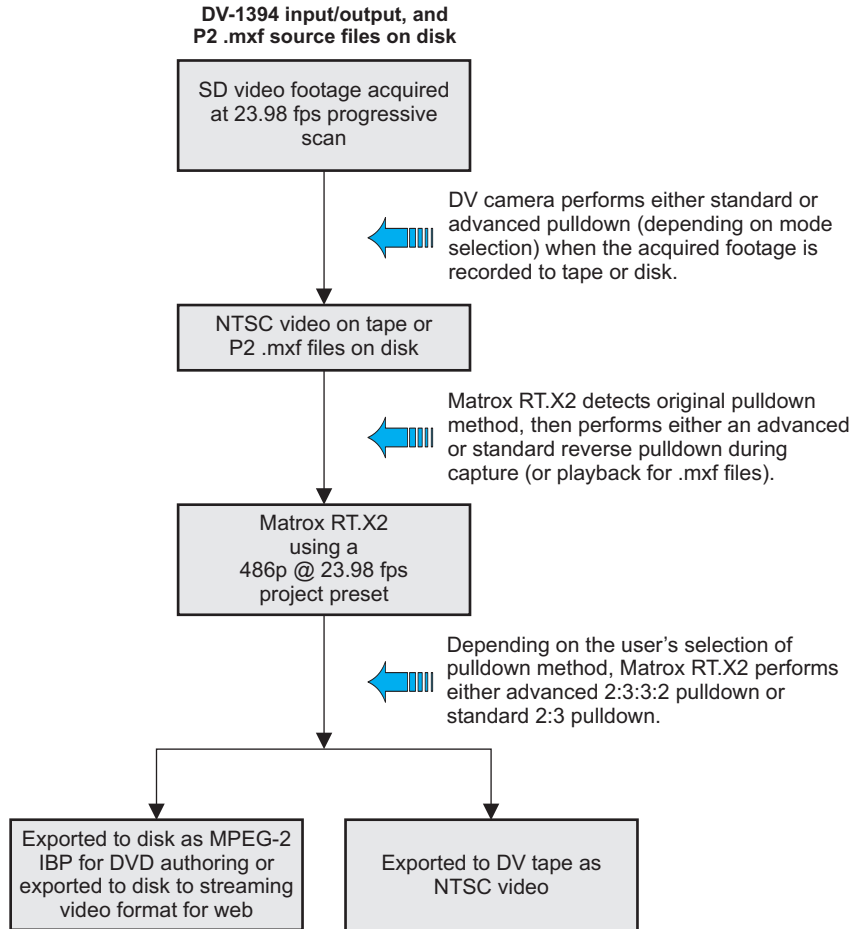 DV-1394 input/output, and
P2 .mxf source files on disk
SD video footage acquired
at 23.98 fps progressive
scan
DV camera performs either standard or
advanced pulldown (depending on mode
selection) when the acquired footage is
recorded to tape or disk.
NTSC video on tape or
P2 .mxf files on disk
Matrox RT.X2 detects original pulldown
method, then performs either an advanced
or standard reverse pulldown during
capture (or playback for .mxf files).
Matrox RT.X2
using a
486p @ 23.98 fps
project preset
Depending on the user's selection of
pulldown method, Matrox RT.X2 performs
either advanced 2:3:3:2 pulldown or
standard 2:3 pulldown.
Exported to disk as MPEG-2
IBP for DVD authoring or
exported to disk to streaming
video format for web
Exported to DV tape as
NTSC video